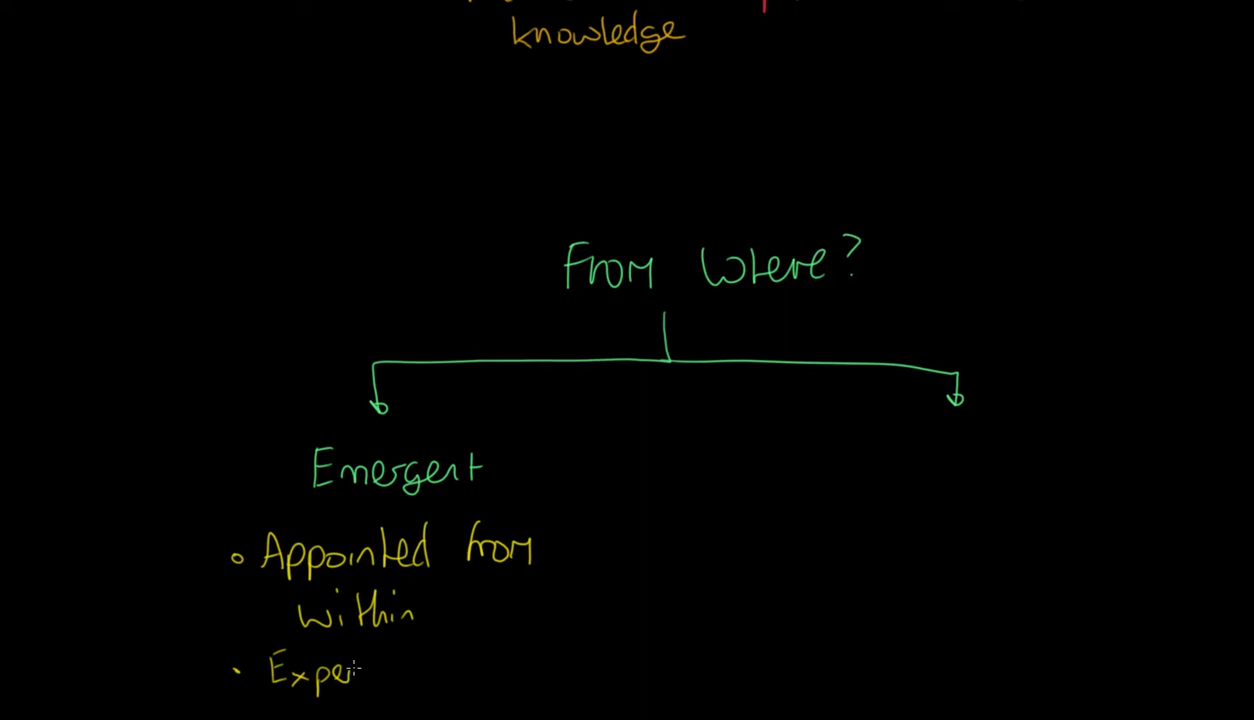 knowledge
From Where?
Emergent
• Appointed from
within
• Exper